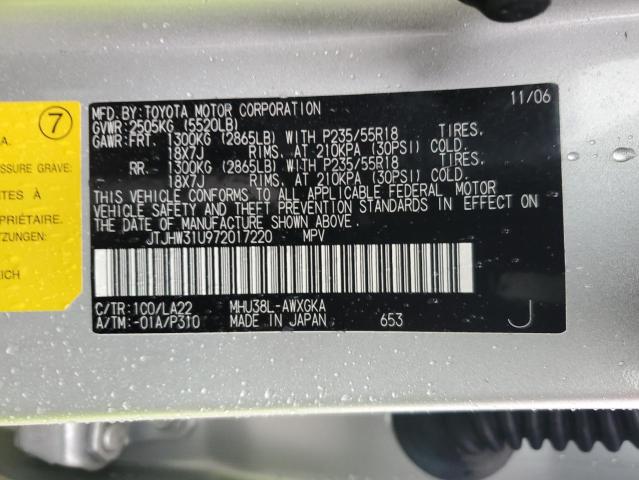 7
A.
ESSURE GRAVE:
TES À
PRIÉTAIRE.
ZUNGEN:
ICH
11/06
MFD. BY: TOYOTA MOTOR CORPORATION
GVWR: 2505KG (5520LB)
GAWR: FRT. 1300KG (2865LB) WITH P235/55R18 TIRES.
18X7J RIMS. AT 210KPA (30PSI) COLD.
RR. 1300KG (2865LB) WITH P235/55R18 TIRES.
18X7J RIMS. AT 210KPA (30PSI) COLD.
THIS VEHICLE CONFORMS TO ALL APPLICABLE FEDERAL MOTOR
VEHICLE SAFETY AND THEFT PREVENTION STANDARDS IN EFFECT ON
THE DATE OF MANUFACTURE SHOWN ABOVE.
JTJHW31U972017220 MPV
C/TR: 1C0/LA22 MHU38L-AWXGKA
A/TM: -01A/P310 MADE IN JAPAN 653 J